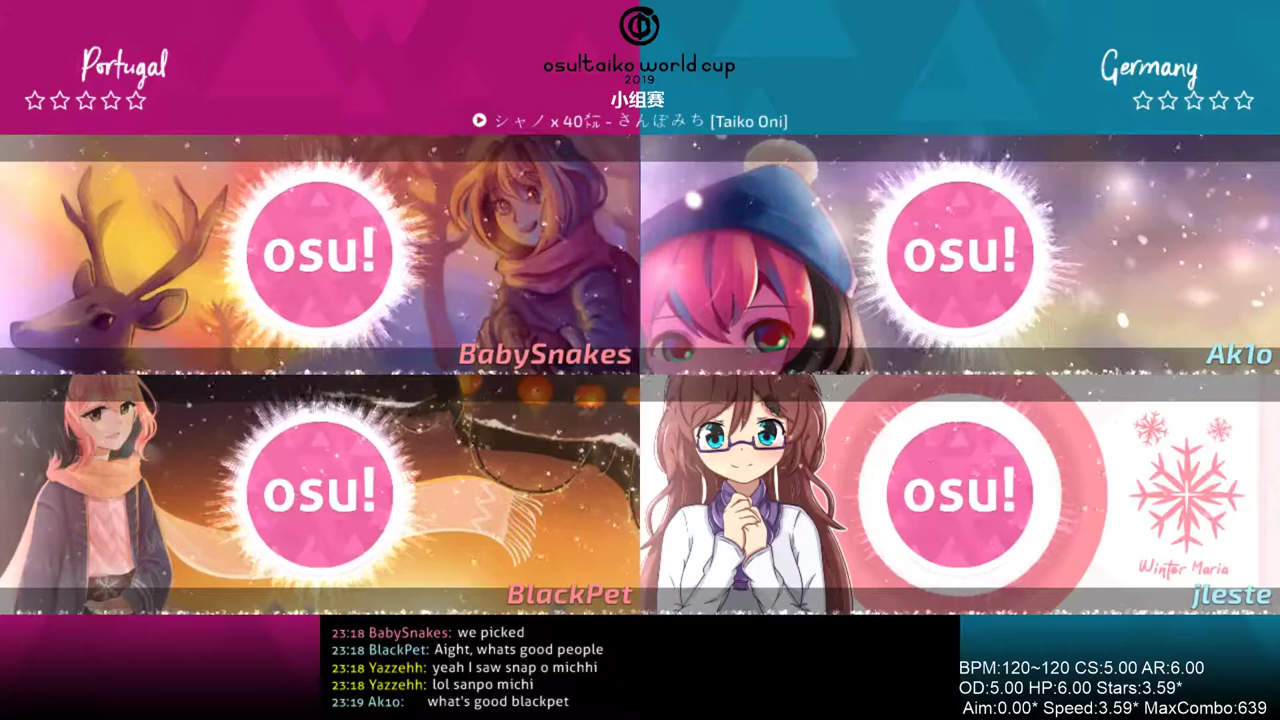 osu!taiko world cup
2019
小组赛
Portugal
Germany
シャノ x 40㍍ - さんぽみち [Taiko Oni]
osu!
osu!
BabySnakes
Ak1o
osu!
osu!
Winter Maria
BlackPet
jleste
23:18 BabySnakes: we picked
23:18 BlackPet: Aight, whats good people
23:18 Yazzehh: yeah I saw snap o michhi
23:18 Yazzehh: lol sanpo michi
23:19 Ak1o: what's good blackpet
BPM:120~120 CS:5.00 AR:6.00
OD:5.00 HP:6.00 Stars:3.59*
Aim:0.00* Speed:3.59* MaxCombo:639